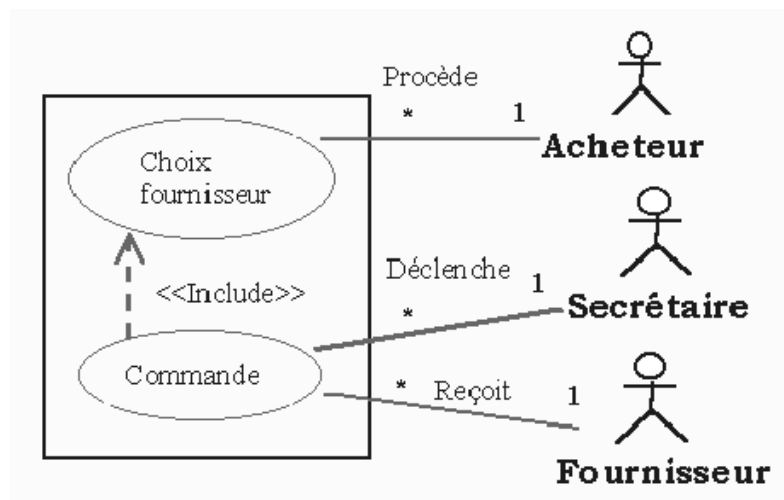 Procède
* 1
Acheteur
Choix
fournisseur
Déclenche
<<Include>>
* 1
Secrétaire
Commande
* Reçoit 1
Fournisseur